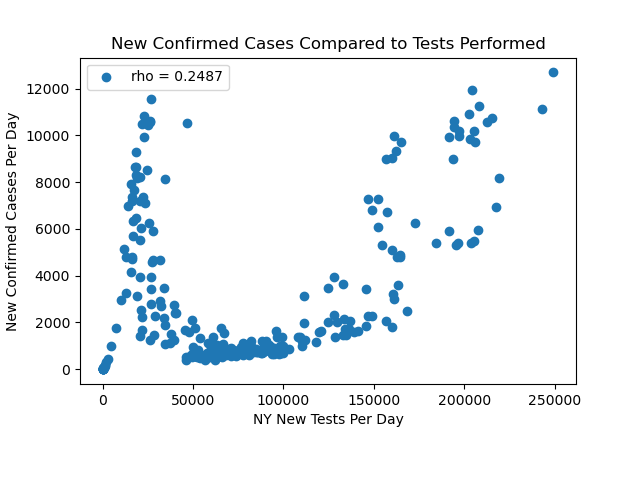 New Confirmed Cases Compared to Tests Performed
rho = 0.2487
12000
10000
8000
6000
4000
2000
0
New Confirmed Caeses Per Day
0 50000 100000 150000 200000 250000
NY New Tests Per Day